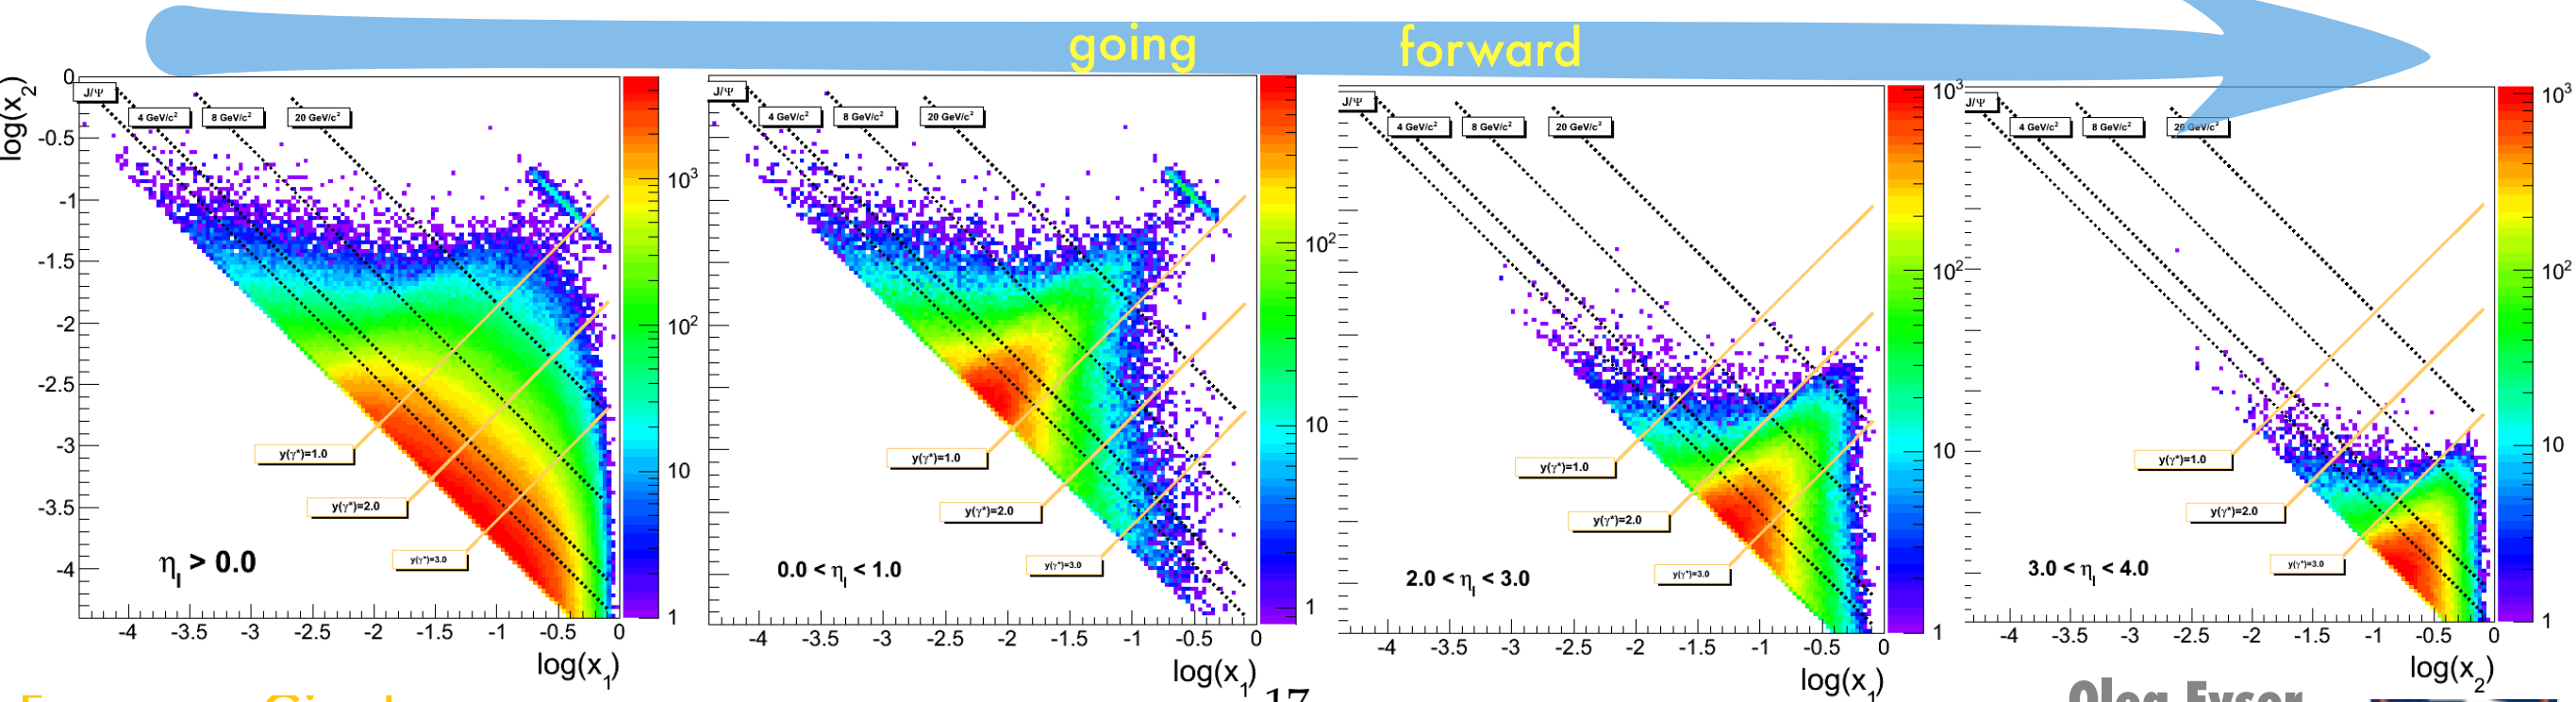 going forward
log(x2)
0
-0.5
-1
-1.5
-2
-2.5
-3
-3.5
-4
J/Ψ
4 GeV/c²
8 GeV/c²
20 GeV/c²
y(γ*)=1.0
y(γ*)=2.0
y(γ*)=3.0
ηl > 0.0
-4 -3.5 -3 -2.5 -2 -1.5 -1 -0.5 0
log(x1)
10³
10²
10
1
J/Ψ
4 GeV/c²
8 GeV/c²
20 GeV/c²
y(γ*)=1.0
y(γ*)=2.0
y(γ*)=3.0
0.0 < ηl < 1.0
-4 -3.5 -3 -2.5 -2 -1.5 -1 -0.5 0
log(x1)
10²
10
1
J/Ψ
4 GeV/c²
8 GeV/c²
20 GeV/c²
y(γ*)=1.0
y(γ*)=2.0
y(γ*)=3.0
2.0 < ηl < 3.0
-4 -3.5 -3 -2.5 -2 -1.5 -1 -0.5 0
log(x1)
10³
10²
10
1
J/Ψ
4 GeV/c²
8 GeV/c²
20 GeV/c²
y(γ*)=1.0
y(γ*)=2.0
y(γ*)=3.0
3.0 < ηl < 4.0
-4 -3.5 -3 -2.5 -2 -1.5 -1 -0.5 0
log(x2)
10³
10²
10
1
17
Oleg Eyser